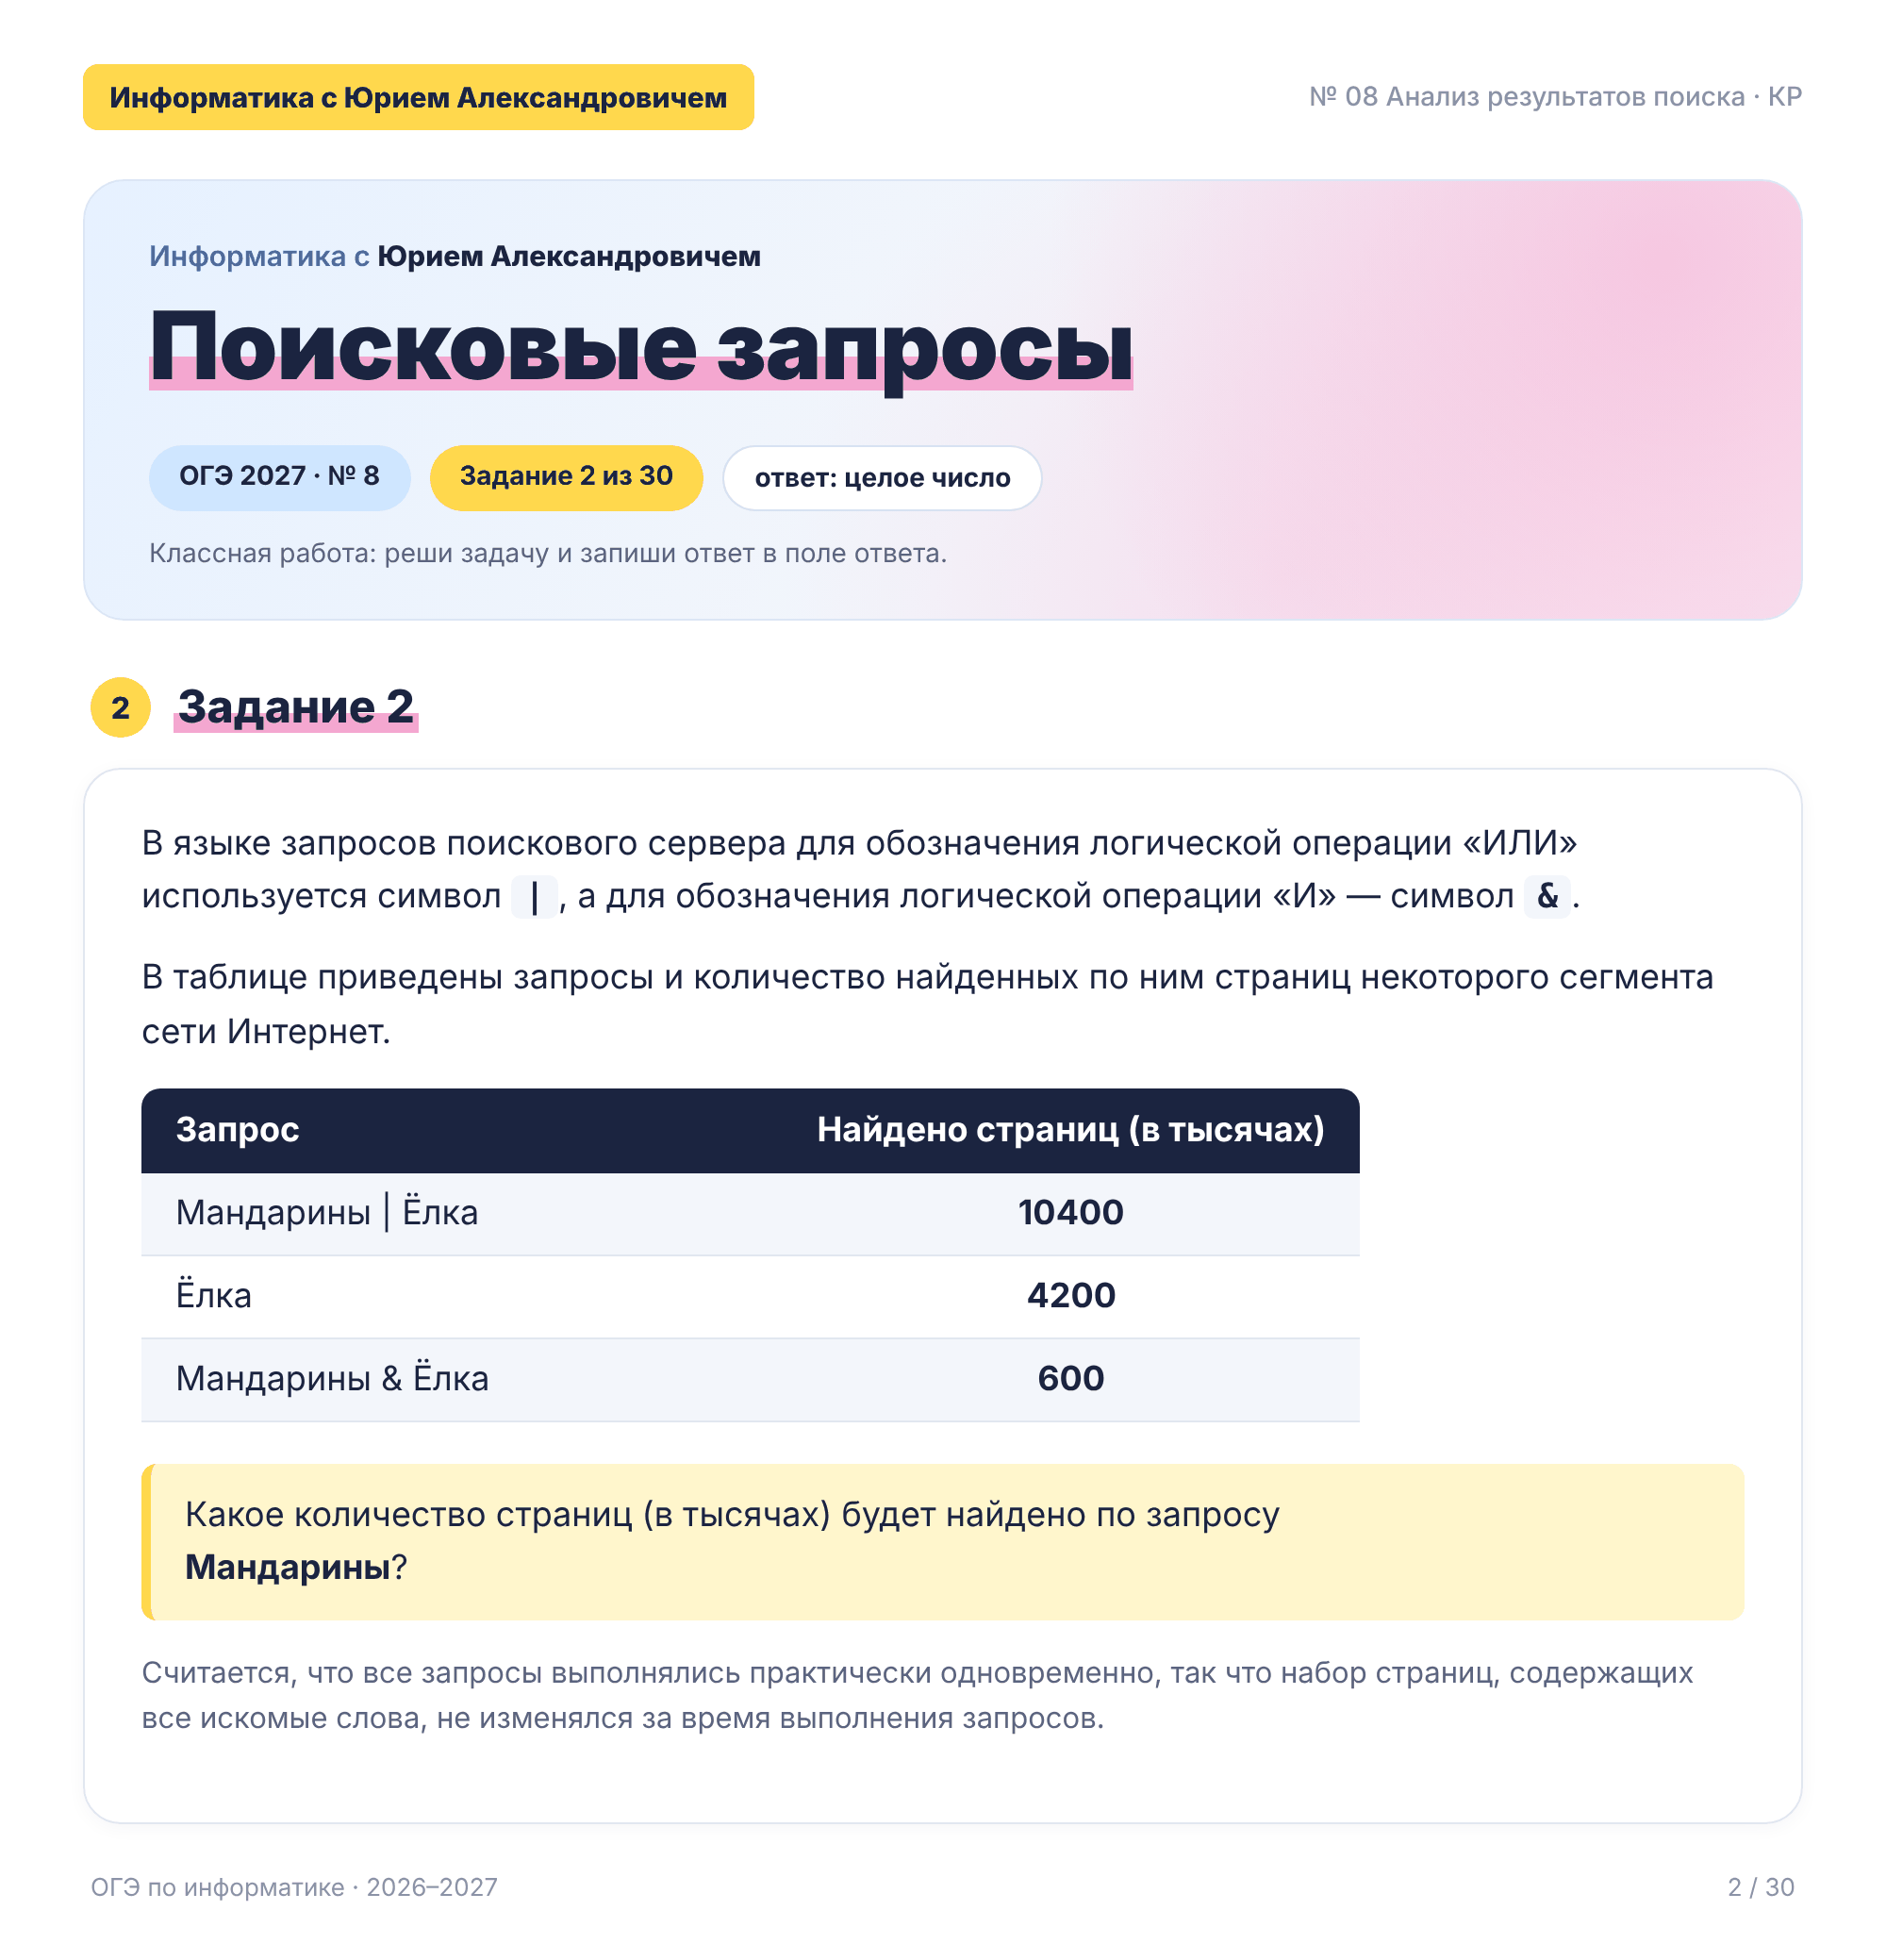 Информатика с Юрием Александровичем
№ 08 Анализ результатов поиска · КР
Информатика с Юрием Александровичем
Поисковые запросы
ОГЭ 2027 · № 8
Задание 2 из 30
ответ: целое число
Классная работа: реши задачу и запиши ответ в поле ответа.
2 Задание 2
В языке запросов поискового сервера для обозначения логической операции «ИЛИ»
используется символ |, а для обозначения логической операции «И» — символ &.
В таблице приведены запросы и количество найденных по ним страниц некоторого сегмента
сети Интернет.
Запрос Найдено страниц (в тысячах)
Мандарины | Ёлка 10400
Ёлка 4200
Мандарины & Ёлка 600
Какое количество страниц (в тысячах) будет найдено по запросу
Мандарины?
Считается, что все запросы выполнялись практически одновременно, так что набор страниц, содержащих
все искомые слова, не изменялся за время выполнения запросов.
ОГЭ по информатике · 2026–2027
2 / 30